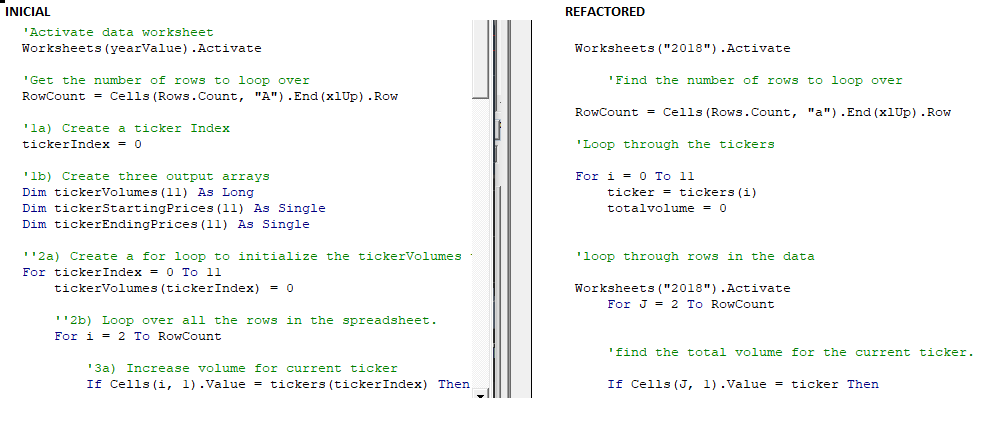 INICIAL
'Activate data worksheet
Worksheets(yearValue).Activate
'Get the number of rows to loop over
RowCount = Cells(Rows.Count, "A").End(xlUp).Row
'1a) Create a ticker Index
tickerIndex = 0
'1b) Create three output arrays
Dim tickerVolumes(11) As Long
Dim tickerStartingPrices(11) As Single
Dim tickerEndingPrices(11) As Single
''2a) Create a for loop to initialize the tickerVolumes
For tickerIndex = 0 To 11
tickerVolumes(tickerIndex) = 0
''2b) Loop over all the rows in the spreadsheet.
For i = 2 To RowCount
'3a) Increase volume for current ticker
If Cells(i, 1).Value = tickers(tickerIndex) Then
REFACTORED
Worksheets("2018").Activate
'Find the number of rows to loop over
RowCount = Cells(Rows.Count, "a").End(xlUp).Row
'Loop through the tickers
For i = 0 To 11
ticker = tickers(i)
totalvolume = 0
'loop through rows in the data
Worksheets("2018").Activate
For J = 2 To RowCount
'find the total volume for the current ticker.
If Cells(J, 1).Value = ticker Then